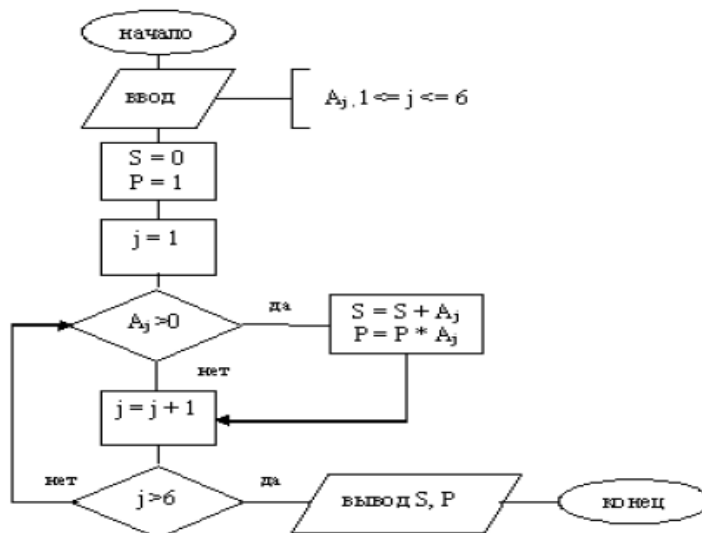 начало
ввод
Aj, 1 <= j <= 6
S = 0
P = 1
j = 1
Aj >0
да
S = S + Aj
P = P * Aj
нет
j = j + 1
нет
j>6
да
вывод S, P
конец